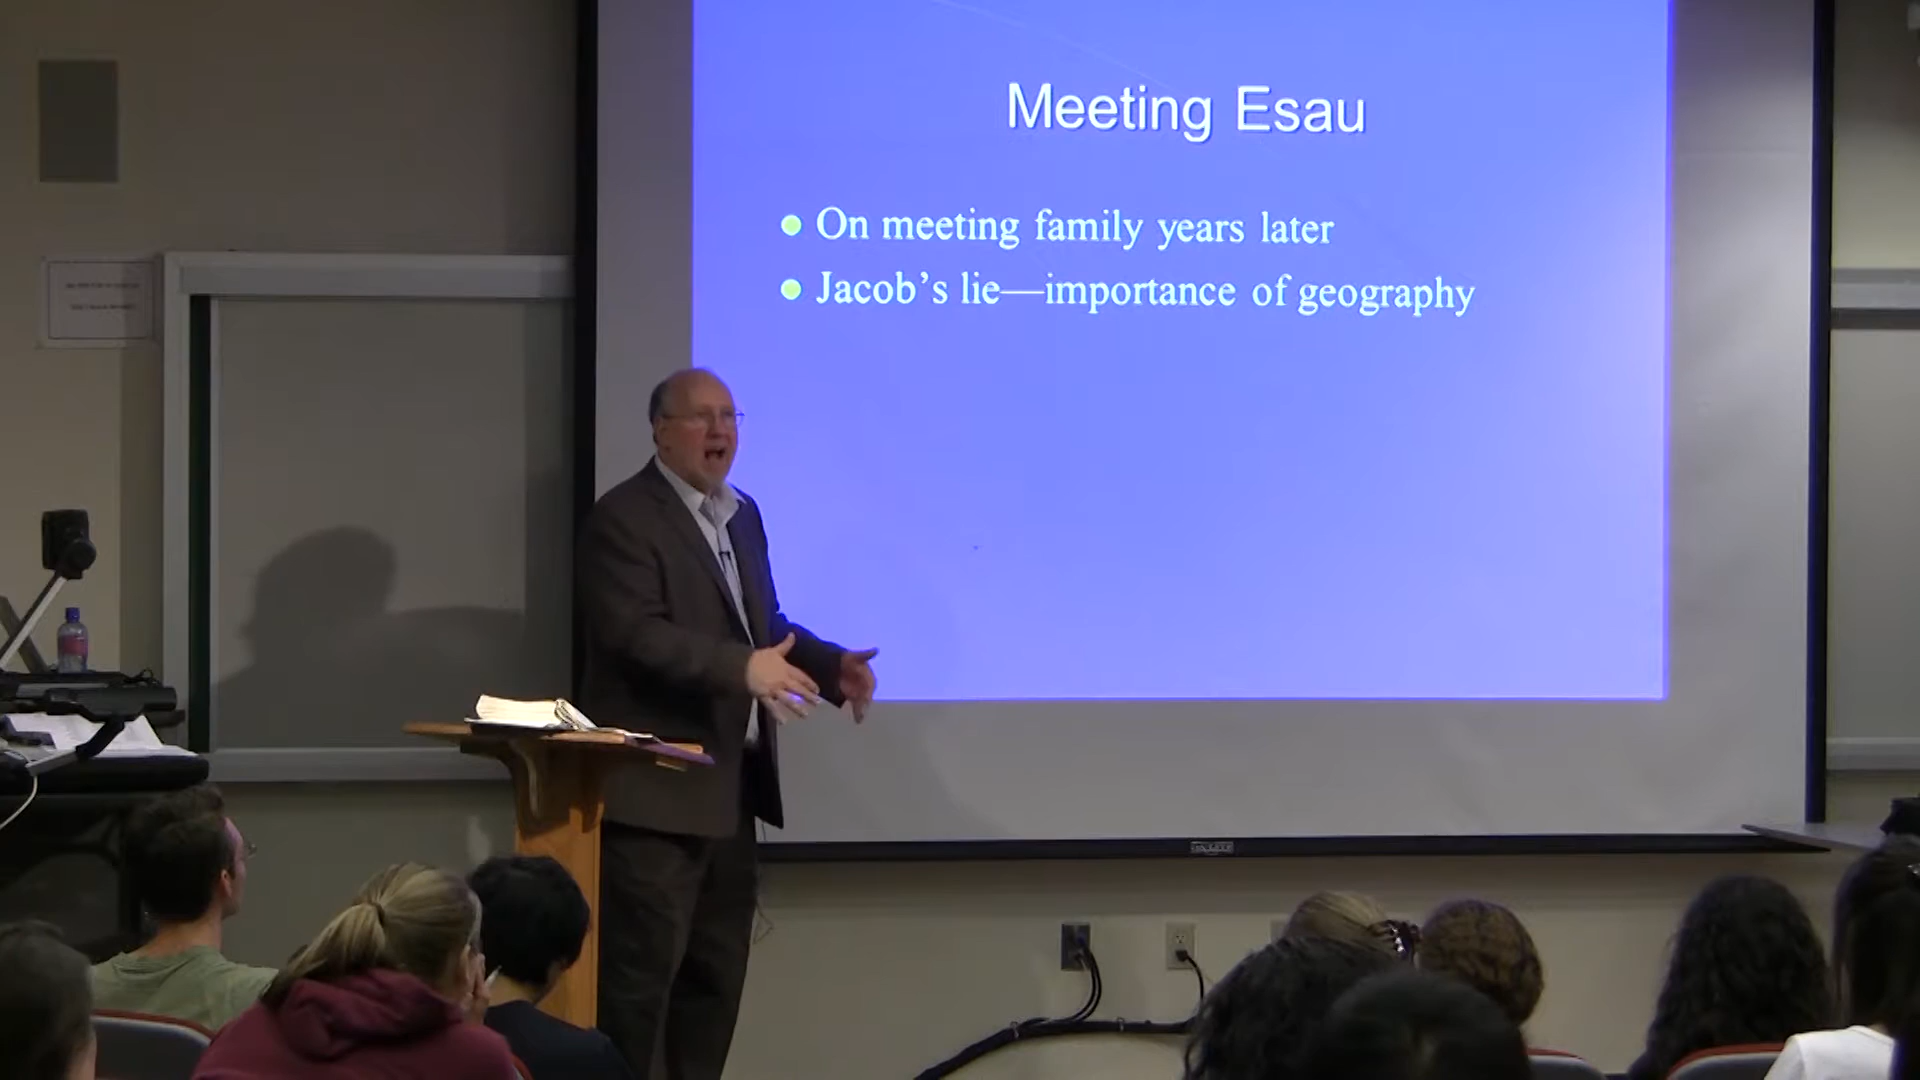 Meeting Esau
On meeting family years later
Jacob’s lie—importance of geography